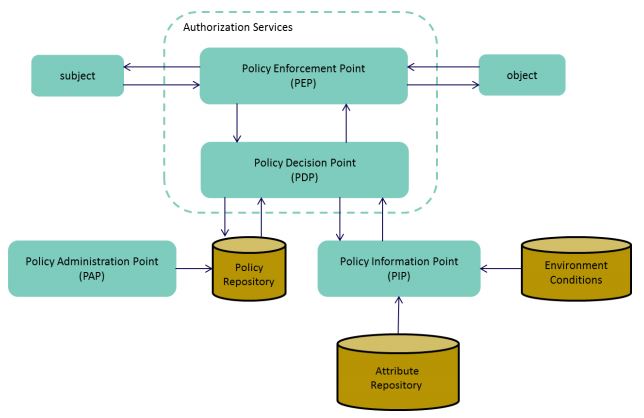 Authorization Services
subject
Policy Enforcement Point
(PEP)
object
Policy Decision Point
(PDP)
Policy Administration Point
(PAP)
Policy
Repository
Policy Information Point
(PIP)
Environment
Conditions
Attribute
Repository